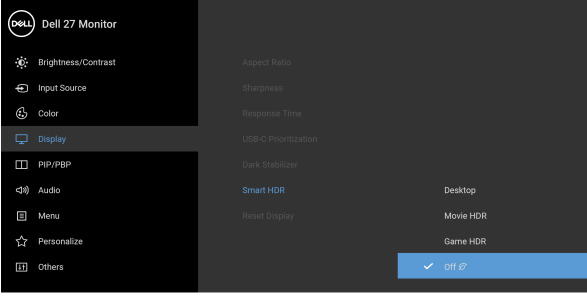 DELL
Dell 27 Monitor
Brightness/Contrast
Input Source
Color
Display
PIP/PBP
Audio
Menu
Personalize
Others
Aspect Ratio
Sharpness
Response Time
USB-C Prioritization
Dark Stabilizer
Smart HDR
Reset Display
Desktop
Movie HDR
Game HDR
Off